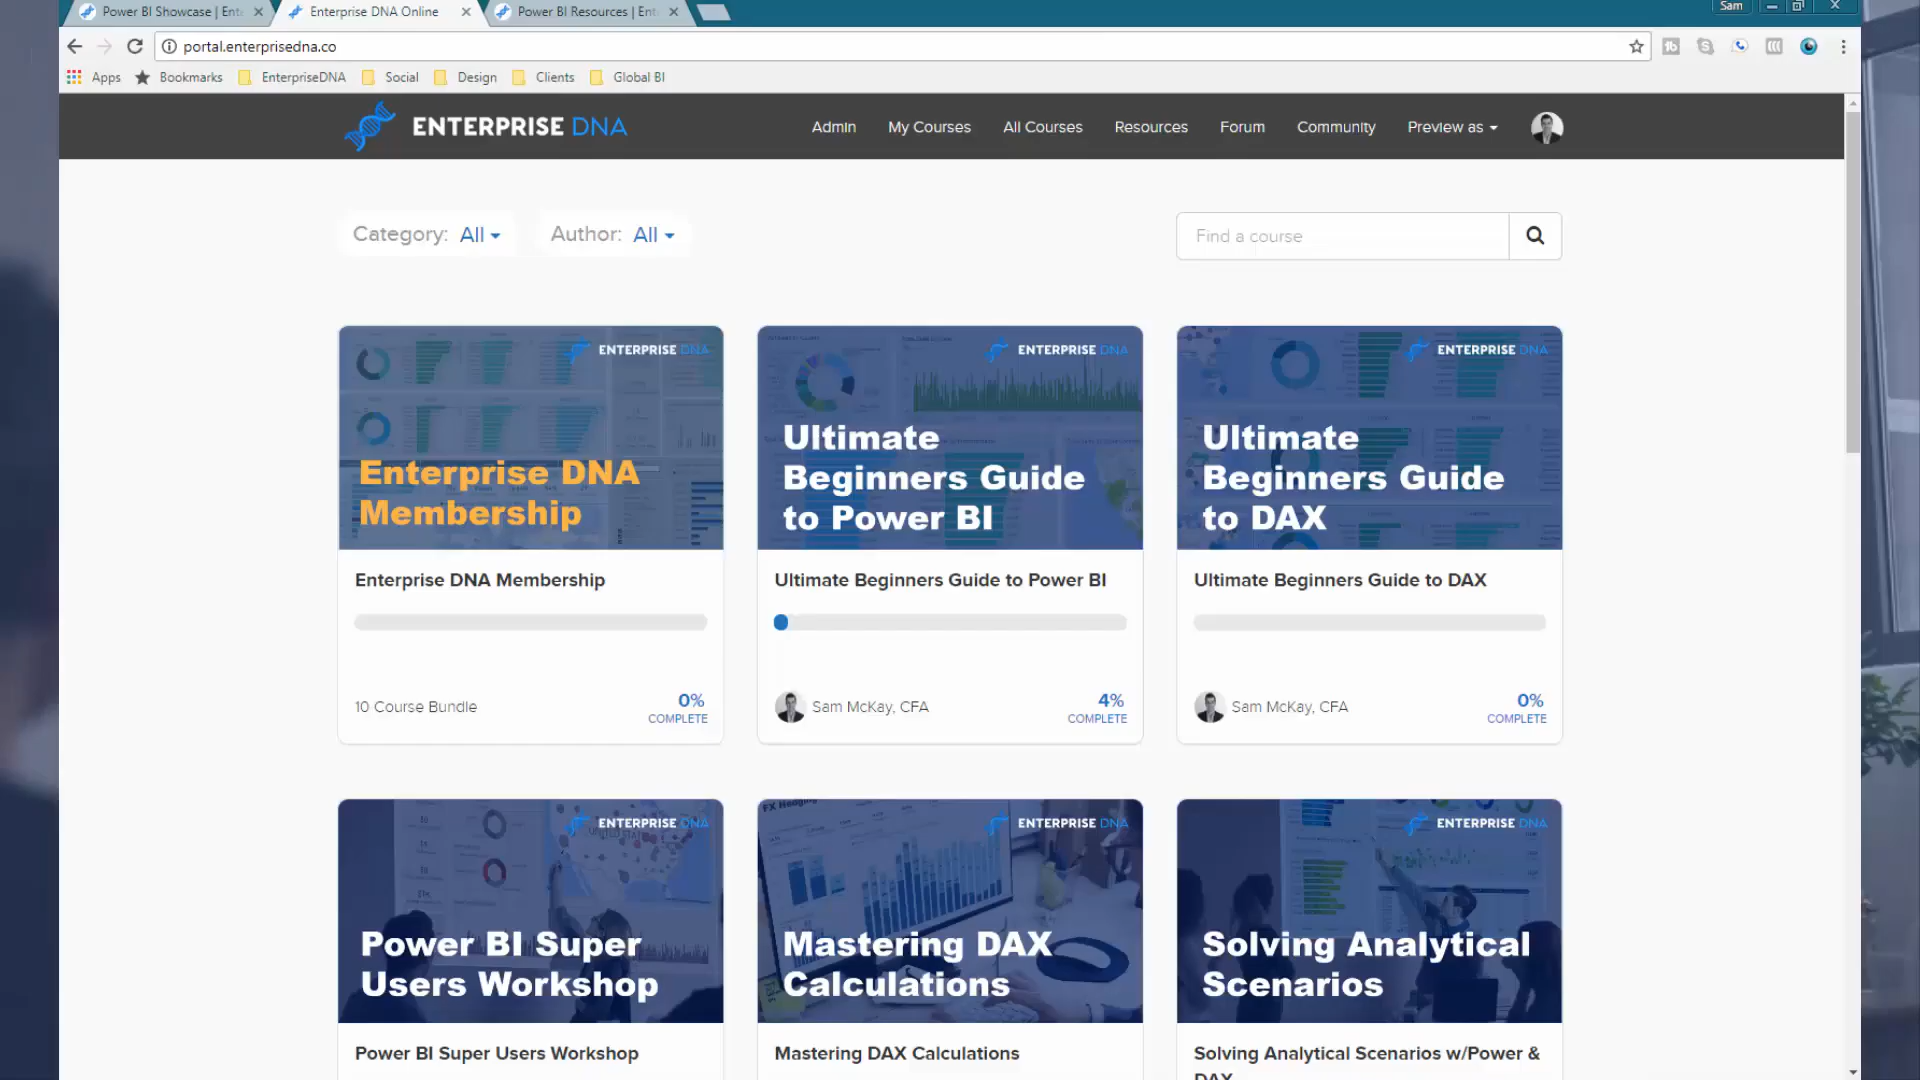 Power BI Showcase | Ent
Enterprise DNA Online
Power BI Resources | Ent
Sam
portal.enterprisedna.co
Apps
Bookmarks
EnterpriseDNA
Social
Design
Clients
Global BI
ENTERPRISE DNA
Admin
My Courses
All Courses
Resources
Forum
Community
Preview as
Category: All
Author: All
Find a course
ENTERPRISE DNA
Enterprise DNA
Membership
Enterprise DNA Membership
10 Course Bundle
0%
COMPLETE
ENTERPRISE DNA
Ultimate
Beginners Guide
to Power BI
Ultimate Beginners Guide to Power BI
Sam McKay, CFA
4%
COMPLETE
ENTERPRISE DNA
Ultimate
Beginners Guide
to DAX
Ultimate Beginners Guide to DAX
Sam McKay, CFA
0%
COMPLETE
ENTERPRISE DNA
Power BI Super
Users Workshop
Power BI Super Users Workshop
FX Hedging
ENTERPRISE DNA
Mastering DAX
Calculations
Mastering DAX Calculations
ENTERPRISE DNA
Solving Analytical
Scenarios
Solving Analytical Scenarios w/Power &
DAX